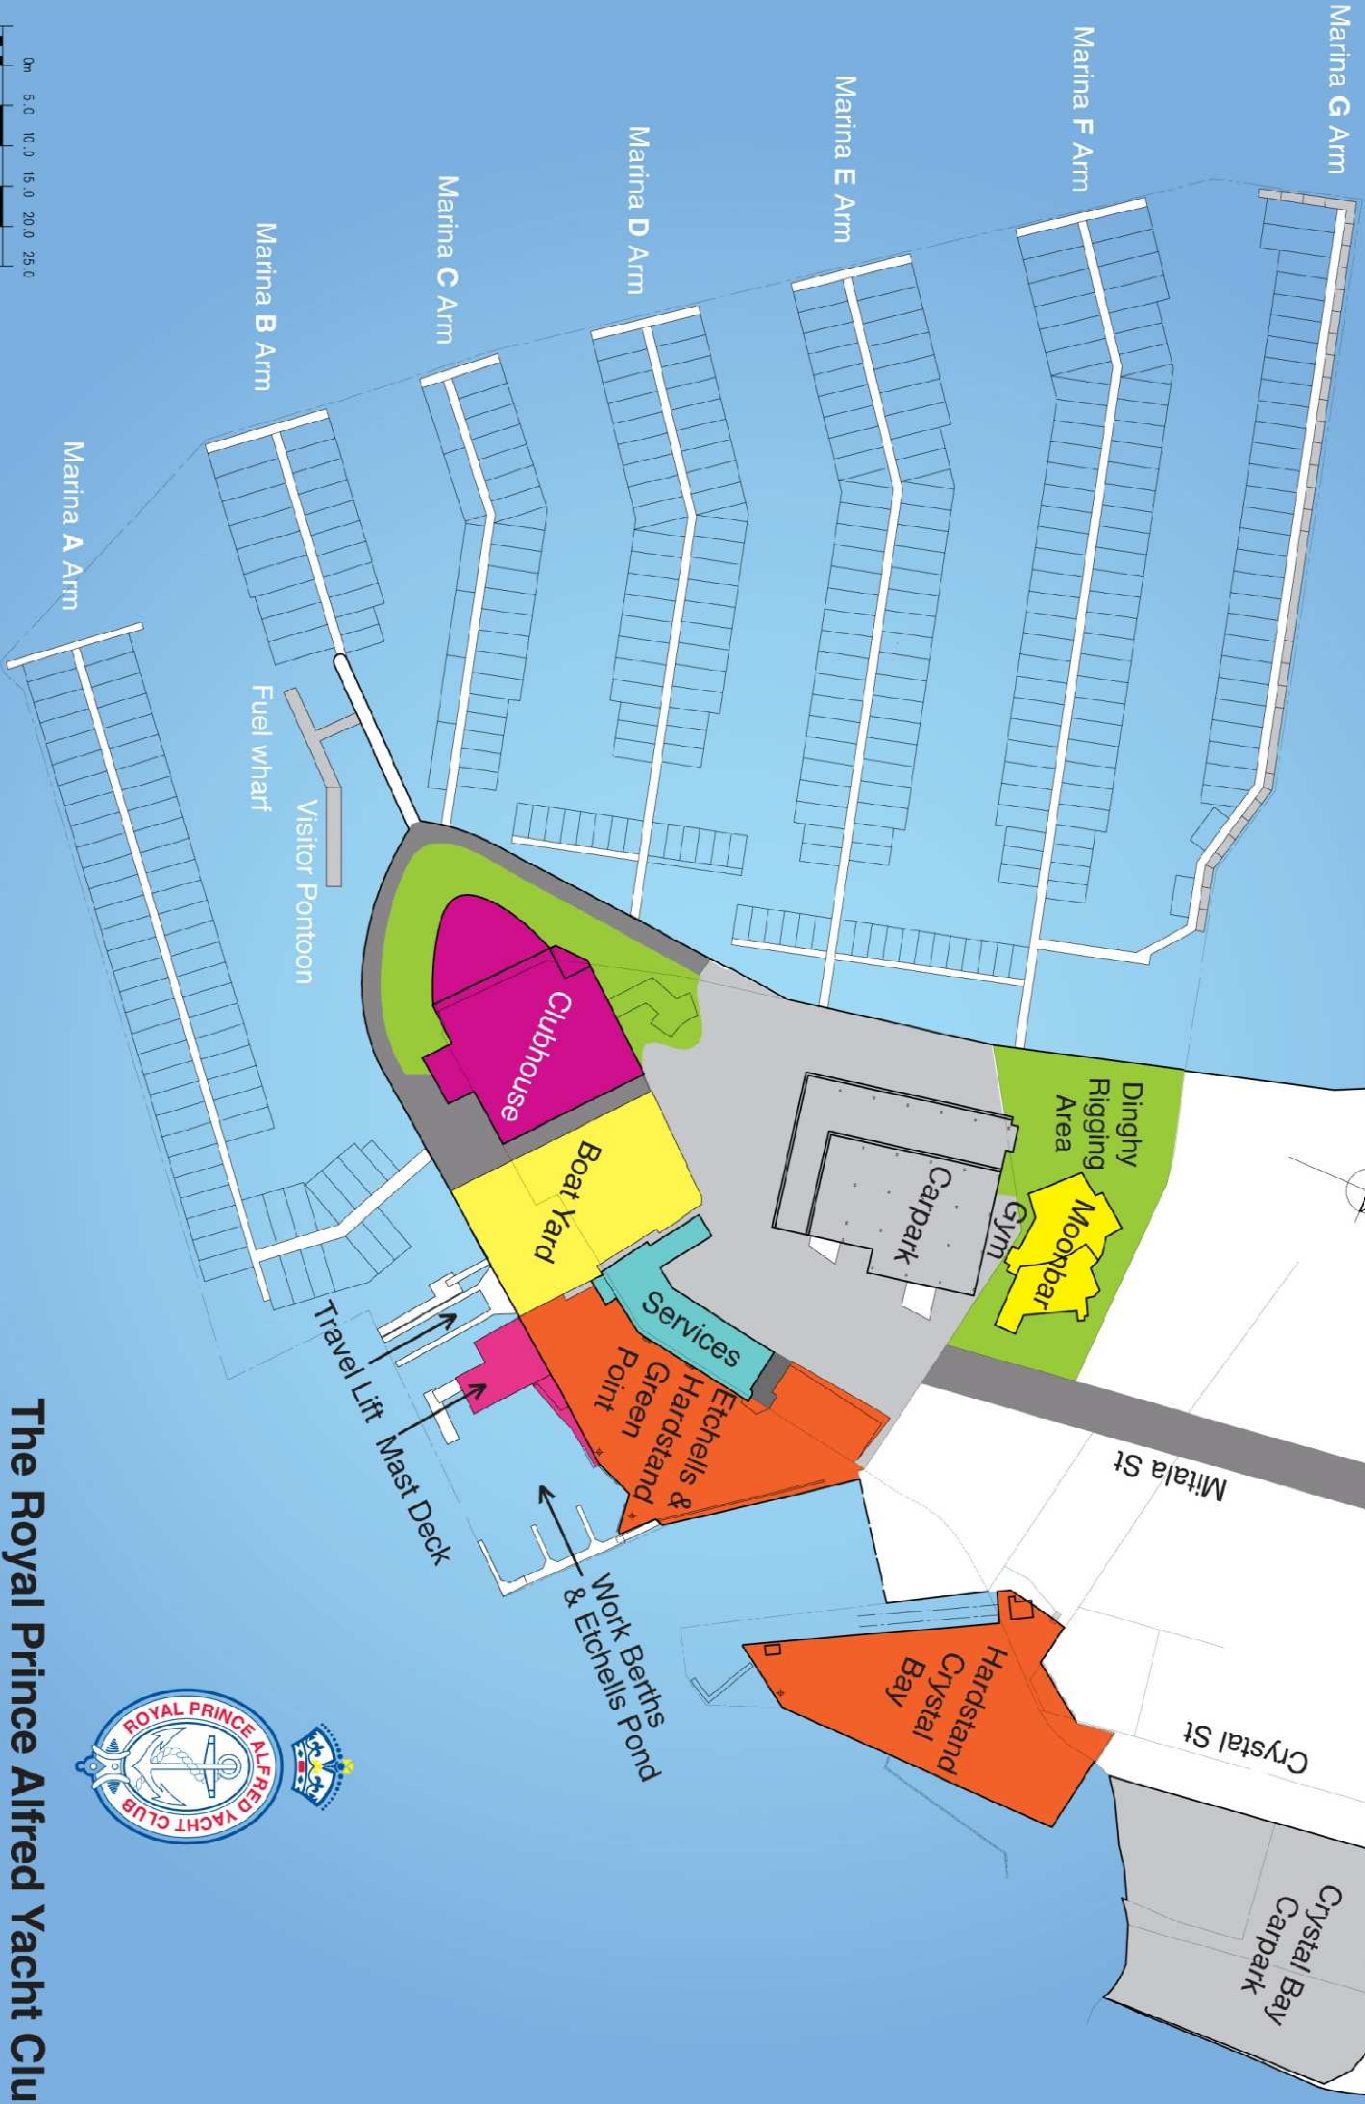 Marina G Arm
Marina F Arm
Marina E Arm
Marina D Arm
Marina C Arm
Marina B Arm
Marina A Arm
0m 5.0 10.0 15.0 20.0 25.0
Fuel wharf
Visitor Pontoon
Clubhouse
Boat Yard
Carpark
Gym
Dinghy
Rigging
Area
Moonbar
Services
Etchells &
Hardstand
Green
Point
Travel Lift
Mast Deck
Work Berths
& Etchells Pond
Mitala St
Hardstand
Crystal
Bay
Crystal St
Crystal Bay
Carpark
ROYAL PRINCE ALFRED YACHT CLUB
The Royal Prince Alfred Yacht Clu